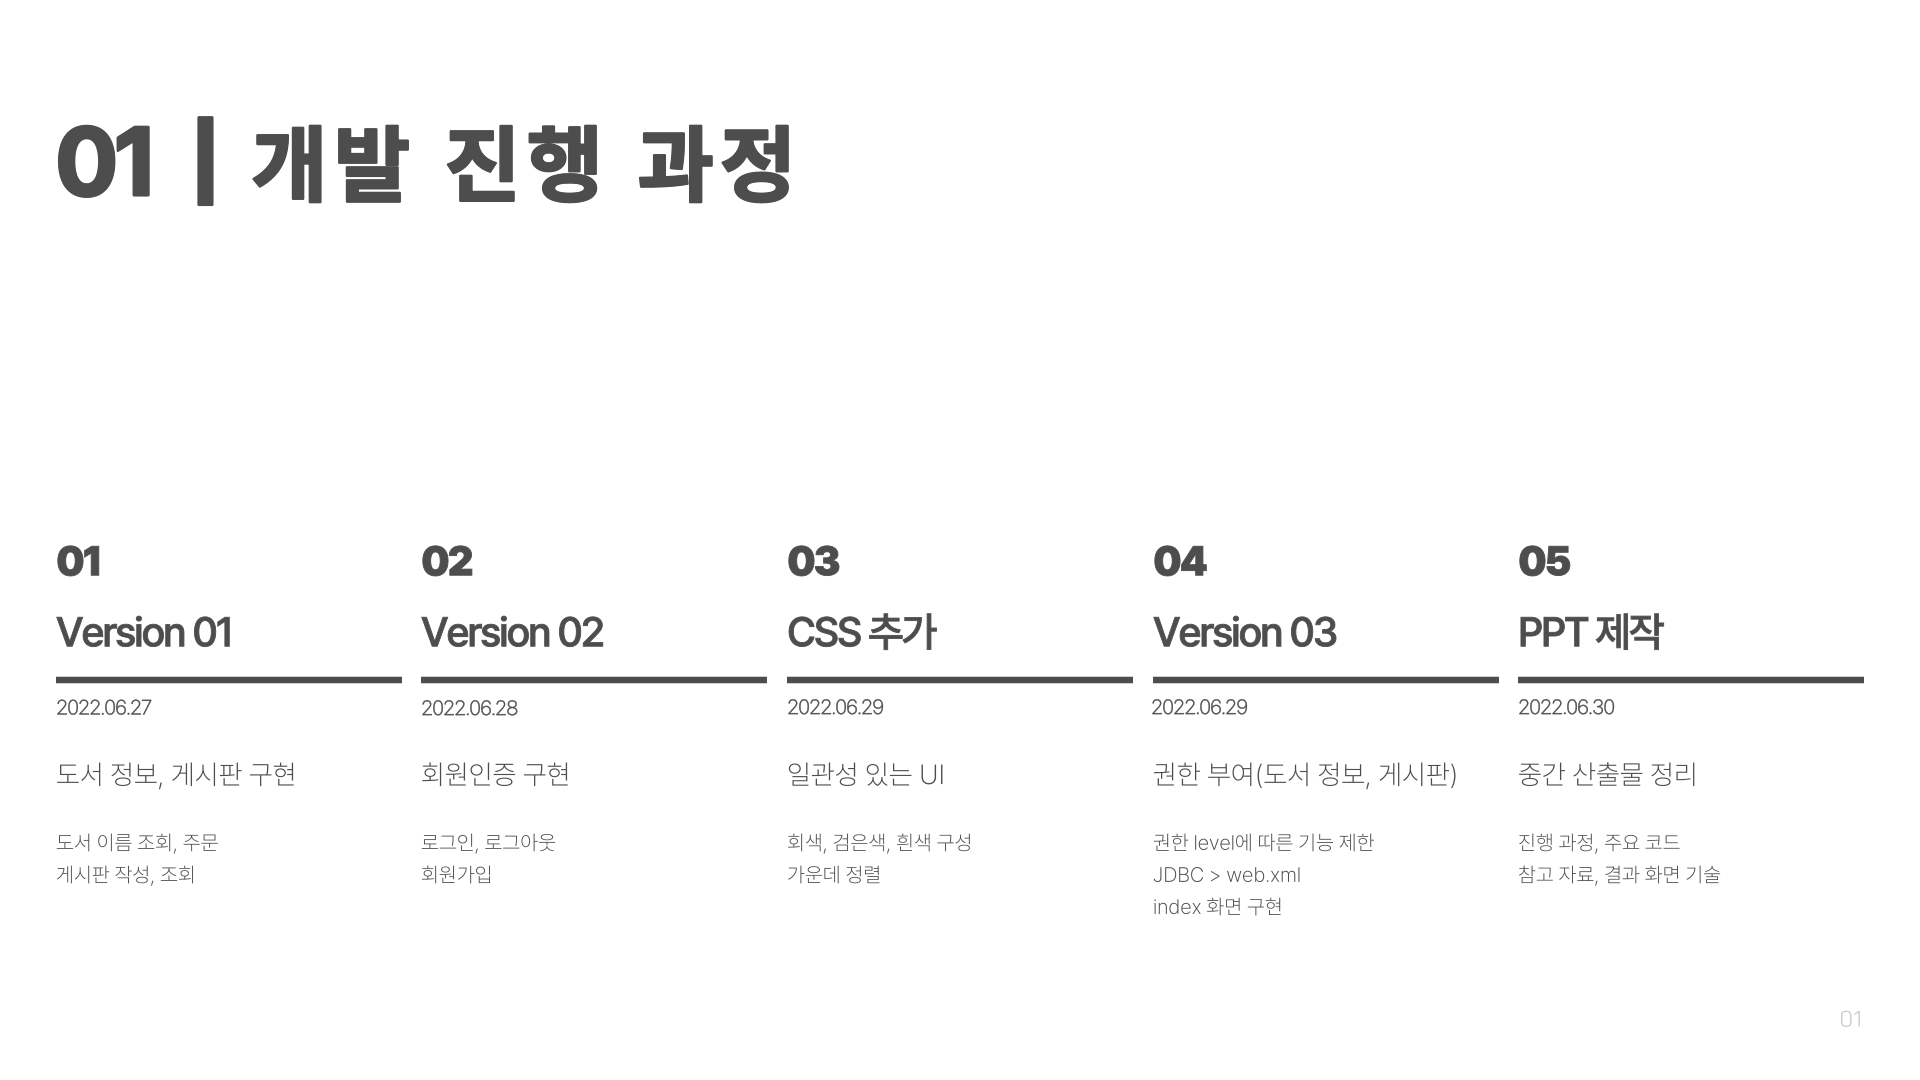 01 | 개발 진행 과정
01
Version 01
2022.06.27
도서 정보, 게시판 구현
도서 이름 조회, 주문
게시판 작성, 조회
02
Version 02
2022.06.28
회원인증 구현
로그인, 로그아웃
회원가입
03
CSS 추가
2022.06.29
일관성 있는 UI
회색, 검은색, 흰색 구성
가운데 정렬
04
Version 03
2022.06.29
권한 부여(도서 정보, 게시판)
권한 level에 따른 기능 제한
JDBC > web.xml
index 화면 구현
05
PPT 제작
2022.06.30
중간 산출물 정리
진행 과정, 주요 코드
참고 자료, 결과 화면 기술
01